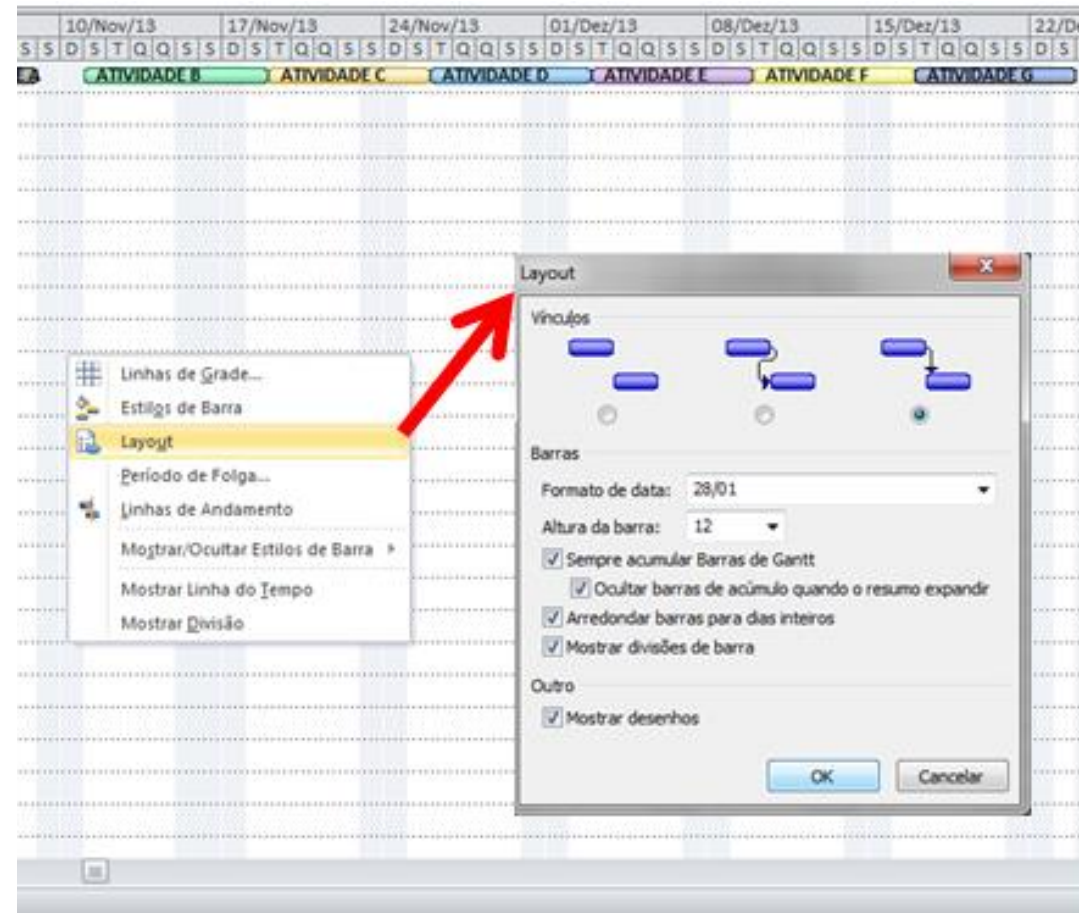 10/Nov/13 17/Nov/13 24/Nov/13 01/Dez/13 08/Dez/13 15/Dez/13 22/D
S S D S T Q Q S S D S T Q Q S S D S T Q Q S S D S T Q Q S S D S T Q Q S S D S T Q Q S S D S
A ATIVIDADE B ATIVIDADE C ATIVIDADE D ATIVIDADE E ATIVIDADE F ATIVIDADE G
Linhas de Grade...
Estilos de Barra
Layout
Período de Folga...
Linhas de Andamento
Mostrar/Ocultar Estilos de Barra
Mostrar Linha do Tempo
Mostrar Divisão
Layout
Vínculos
Barras
Formato de data: 28/01
Altura da barra: 12
Sempre acumular Barras de Gantt
Ocultar barras de acúmulo quando o resumo expandir
Arredondar barras para dias inteiros
Mostrar divisões de barra
Outro
Mostrar desenhos
OK Cancelar